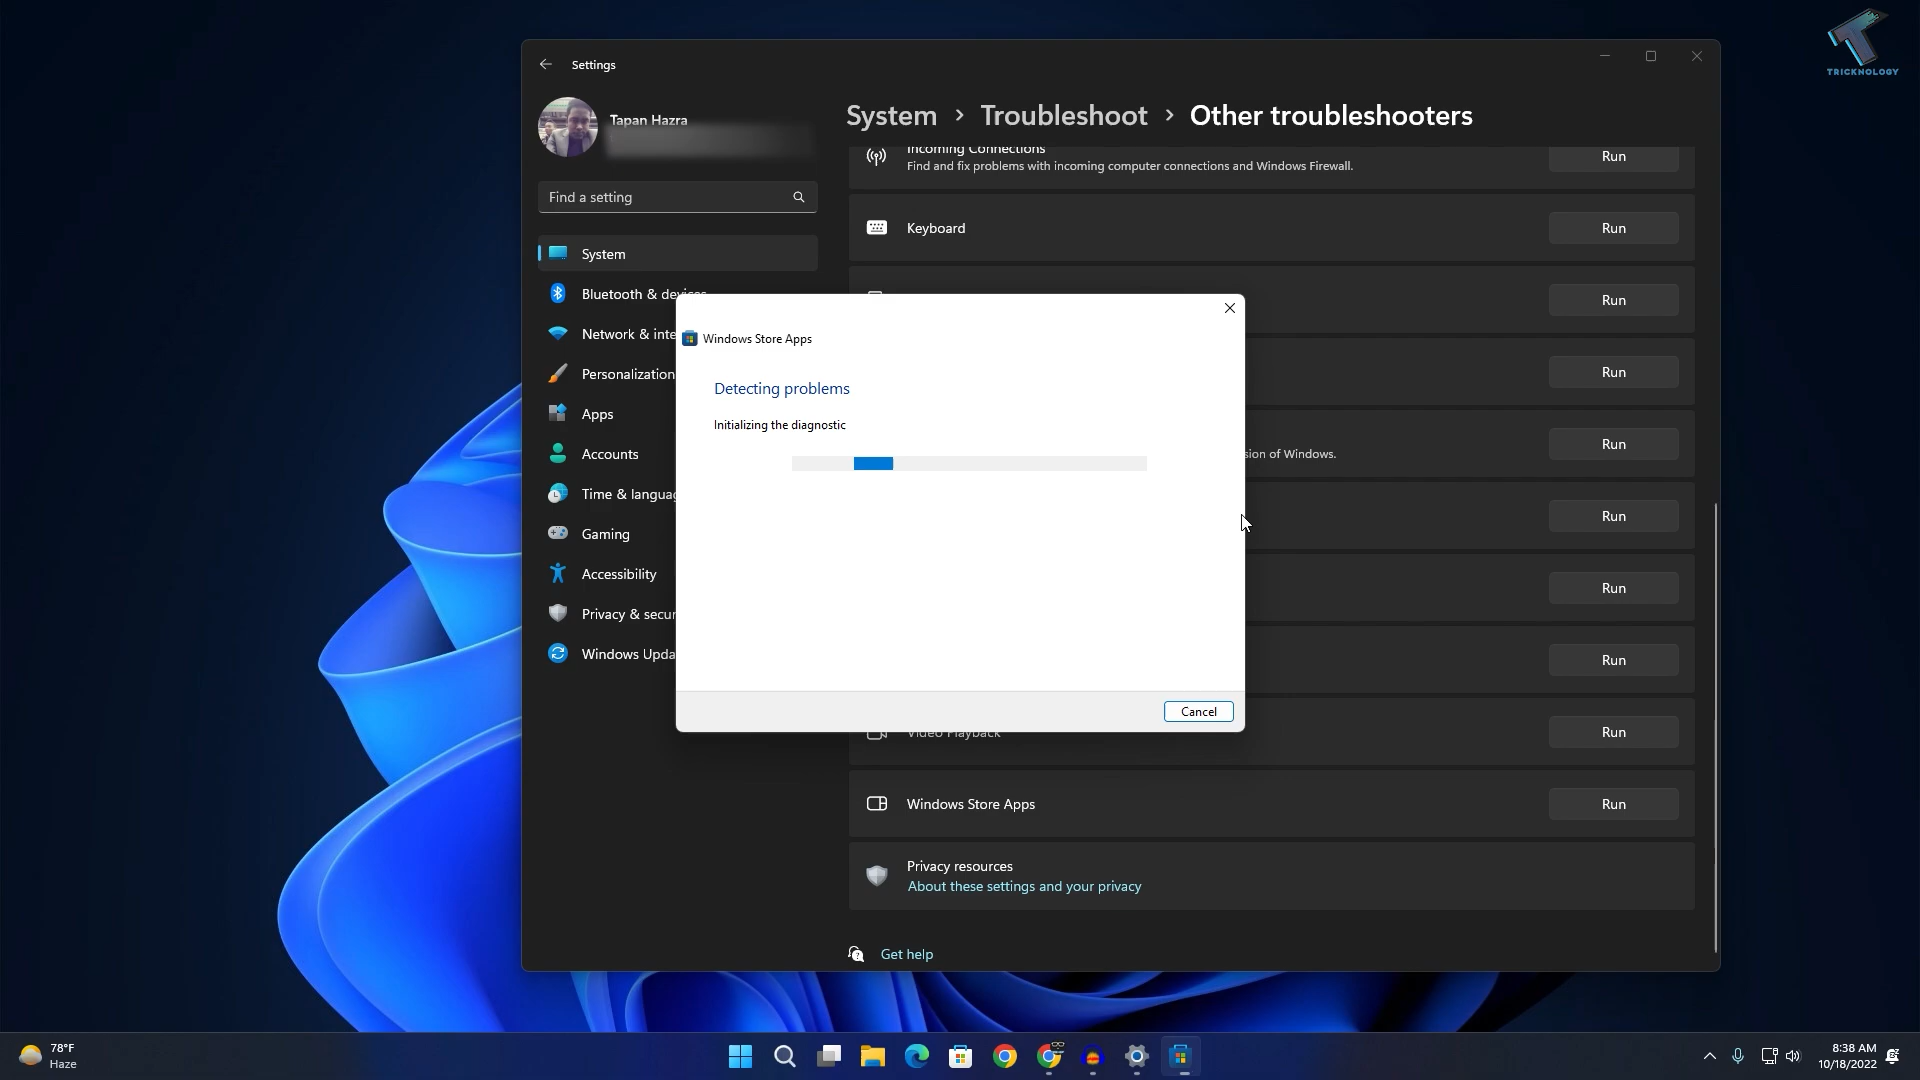 TRICKNOLOGY
Settings
Tapan Hazra
Find a setting
System
Bluetooth & devices
Network & inte
Personalization
Apps
Accounts
Time & languag
Gaming
Accessibility
Privacy & secur
Windows Upda
System > Troubleshoot > Other troubleshooters
Incoming Connections
Find and fix problems with incoming computer connections and Windows Firewall.
Run
Keyboard
Run
Run
Run
sion of Windows.
Run
Run
Run
Run
Video Playback
Run
Windows Store Apps
Run
Privacy resources
About these settings and your privacy
Get help
Windows Store Apps
Detecting problems
Initializing the diagnostic
Cancel
78°F
Haze
8:38 AM
10/18/2022